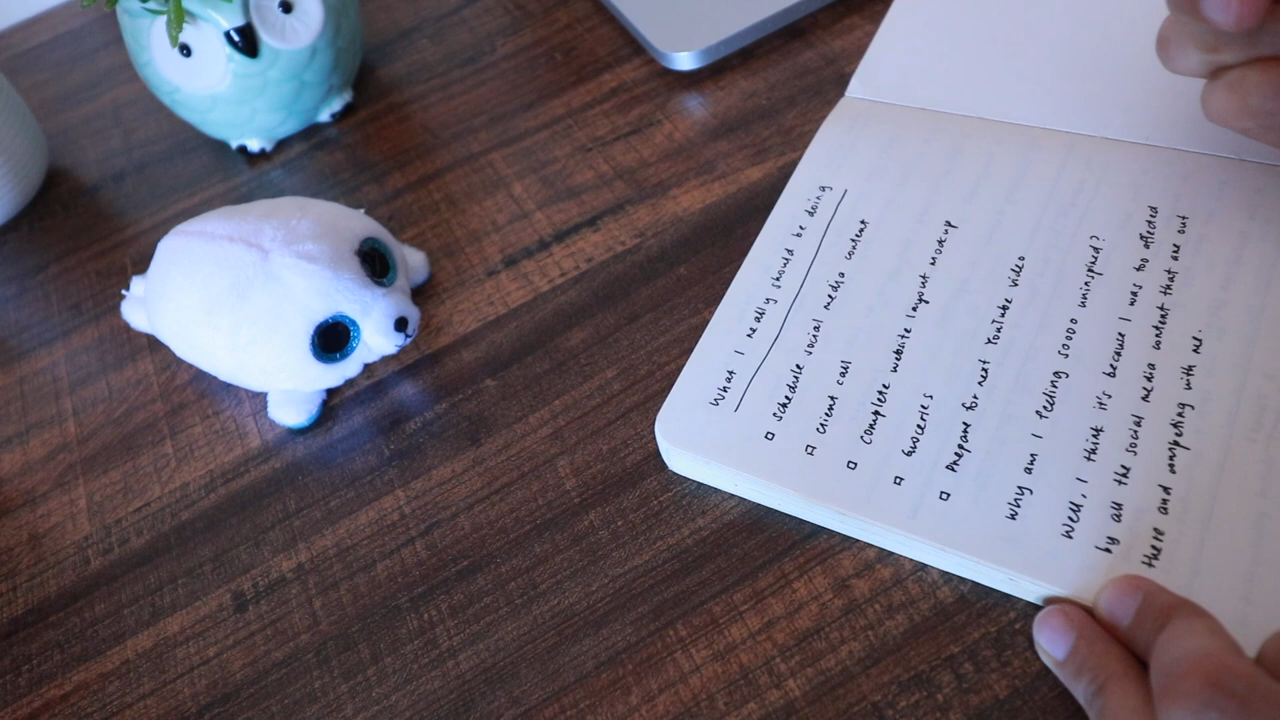 What I really should be doing
□ schedule social media content
□ client call
□ complete website layout mockup
□ Groceries
□ Prepare for next YouTube video
Why am I feeling soooo uninspired?
Well, I think it's because I was too affected
by all the social media content that are out
there and competing with me.